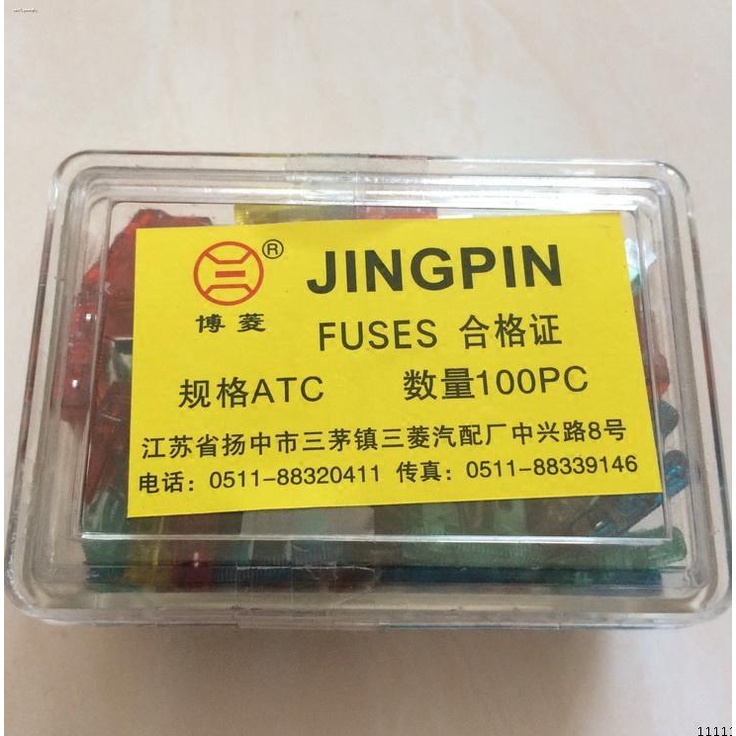 ® JINGPIN
博菱
FUSES 合格证
规格ATC 数量100PC
江苏省扬中市三茅镇三菱汽配厂中兴路8号
电话：0511-88320411 传真：0511-88339146